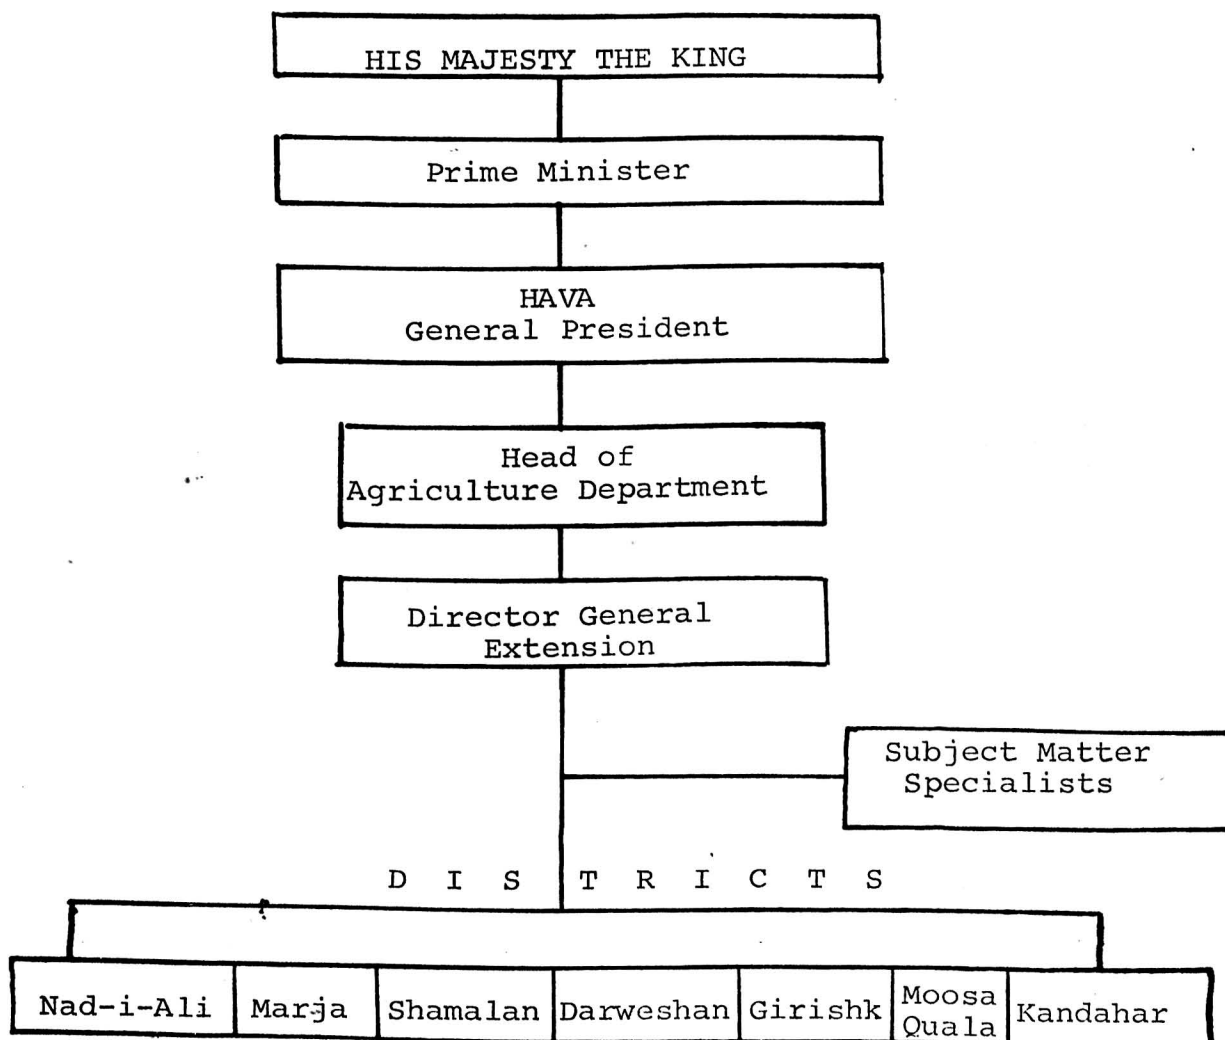 HIS MAJESTY THE KING
Prime Minister
HAVA
General President
Head of
Agriculture Department
Director General
Extension
Subject Matter
Specialists
D I S T R I C T S
Nad-i-Ali Marja Shamalan Darweshan Girishk Moosa Quala Kandahar